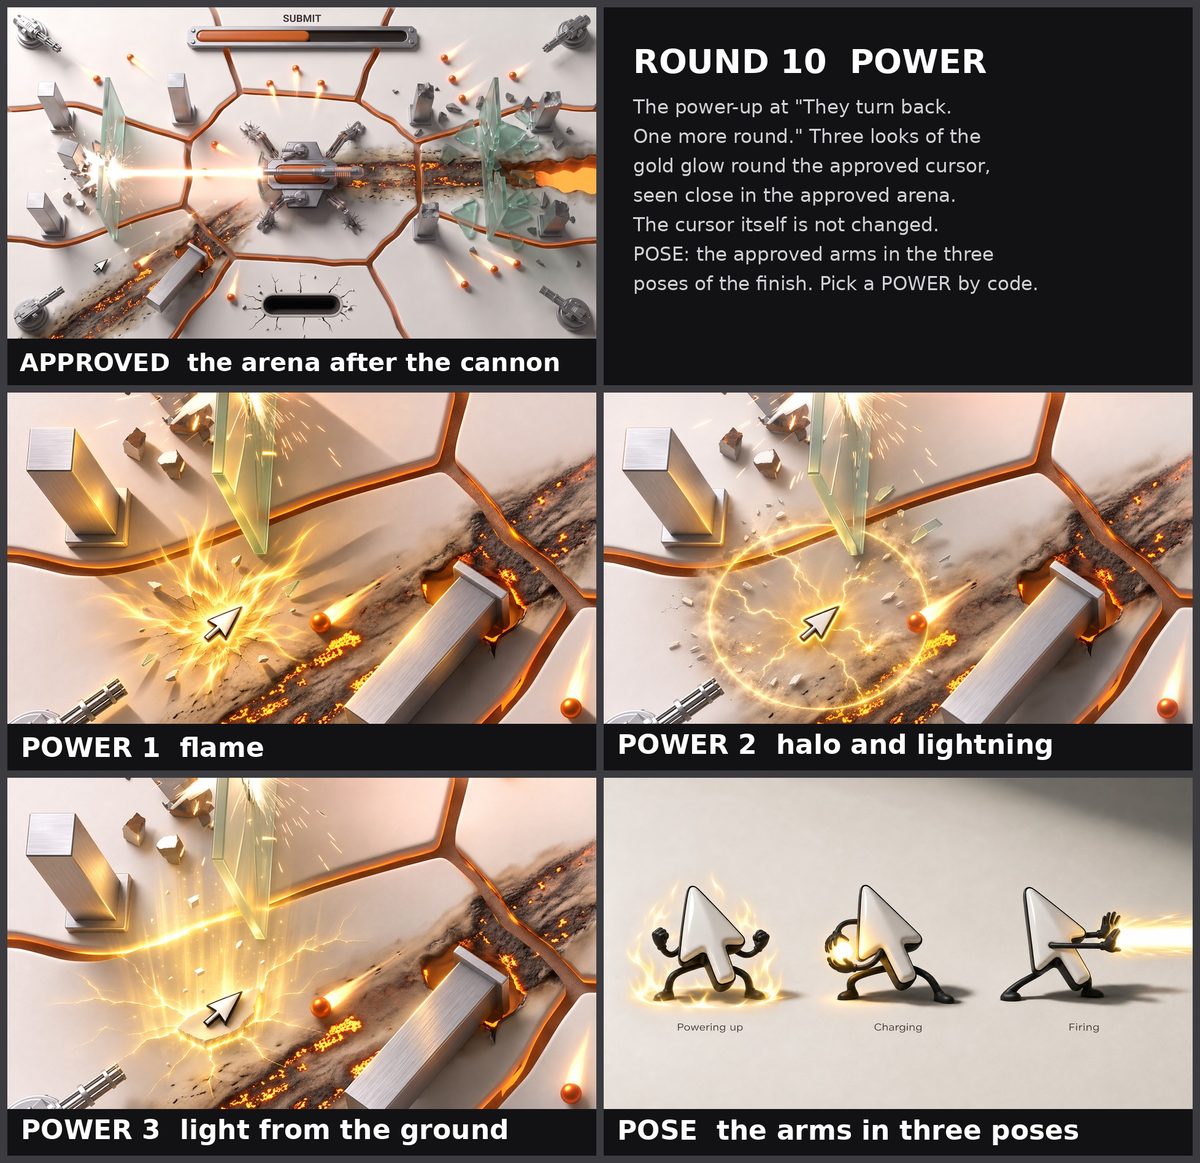 SUBMIT
APPROVED the arena after the cannon
ROUND 10 POWER
The power-up at "They turn back.
One more round." Three looks of the
gold glow round the approved cursor,
seen close in the approved arena.
The cursor itself is not changed.
POSE: the approved arms in the three
poses of the finish. Pick a POWER by code.
POWER 1 flame
POWER 2 halo and lightning
POWER 3 light from the ground
Powering up
Charging
Firing
POSE the arms in three poses